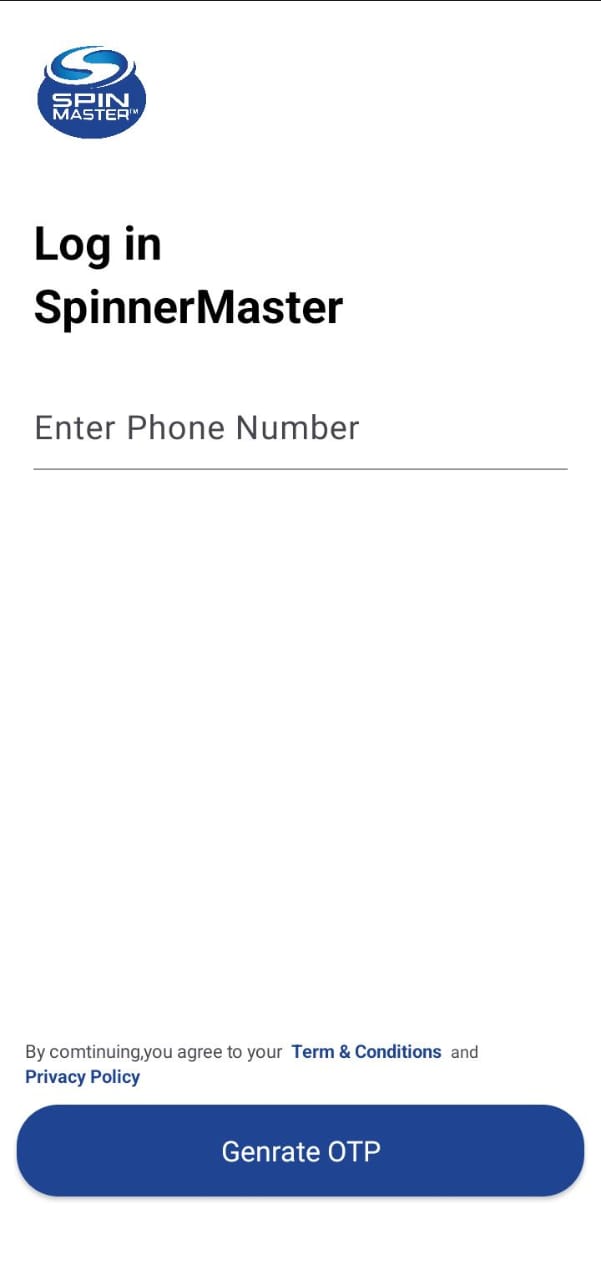 SPIN
MASTER™
Log in
SpinnerMaster
Enter Phone Number
By comtinuing,you agree to your Term & Conditions and
Privacy Policy
Genrate OTP